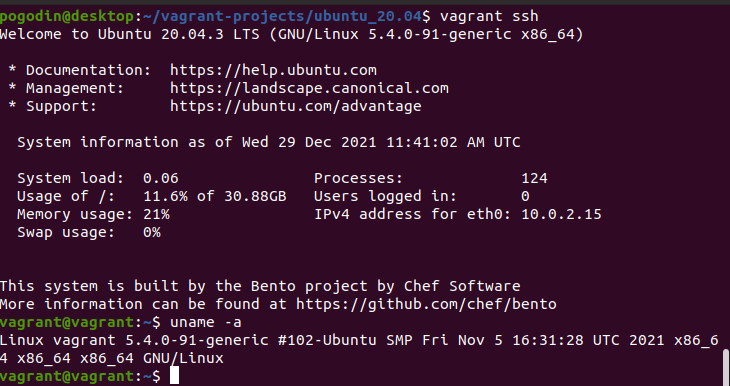 pogodin@desktop:~/vagrant-projects/ubuntu_20.04$ vagrant ssh
Welcome to Ubuntu 20.04.3 LTS (GNU/Linux 5.4.0-91-generic x86_64)
* Documentation:  https://help.ubuntu.com
* Management:     https://landscape.canonical.com
* Support:        https://ubuntu.com/advantage
System information as of Wed 29 Dec 2021 11:41:02 AM UTC
System load:  0.06               Processes:             124
Usage of /:   11.6% of 30.88GB   Users logged in:       0
Memory usage: 21%                IPv4 address for eth0: 10.0.2.15
Swap usage:   0%
This system is built by the Bento project by Chef Software
More information can be found at https://github.com/chef/bento
vagrant@vagrant:~$ uname -a
Linux vagrant 5.4.0-91-generic #102-Ubuntu SMP Fri Nov 5 16:31:28 UTC 2021 x86_6
4 x86_64 x86_64 GNU/Linux
vagrant@vagrant:~$